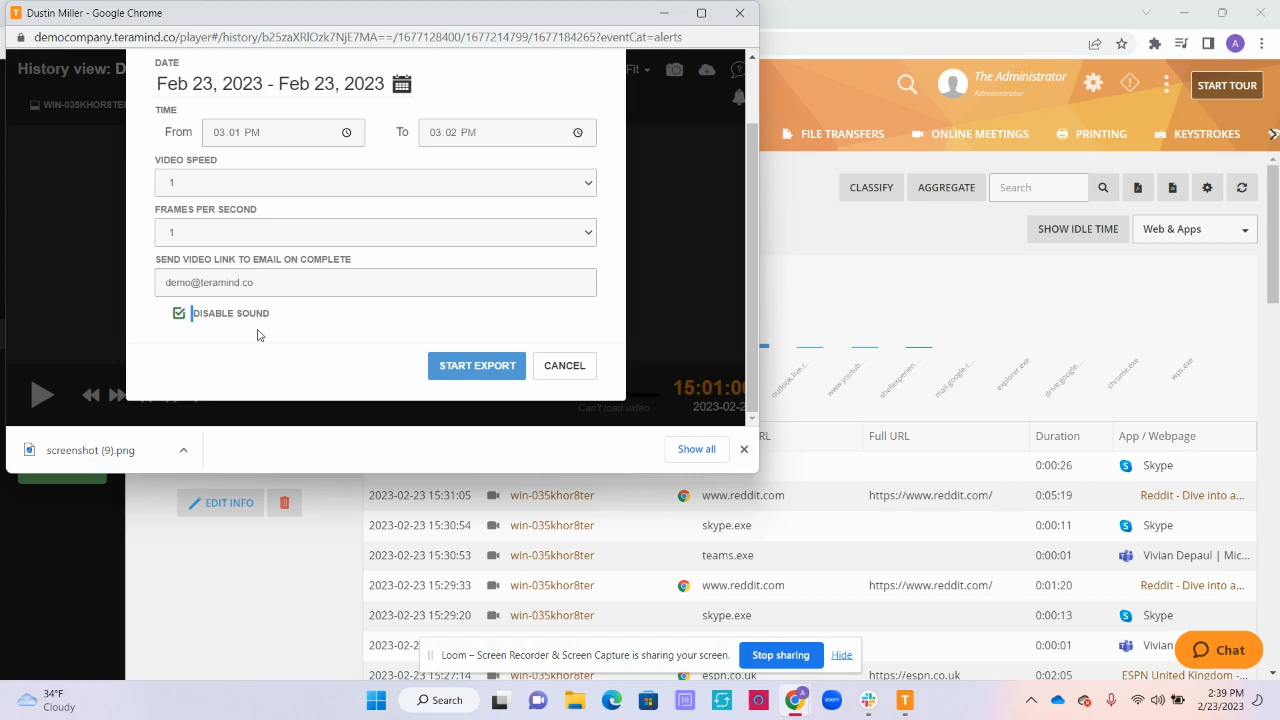 Dustin Miller - Google Chrome
democompany.teramind.co/player#/history/b25zaXRlOzk7NjE7MA==/1677128400/1677214799/1677184265?eventCat=alerts
History view: D
WIN-035KHOR8TER
DATE
Feb 23, 2023 - Feb 23, 2023
TIME
From 03.01 PM To 03.02 PM
VIDEO SPEED
1
FRAMES PER SECOND
1
SEND VIDEO LINK TO EMAIL ON COMPLETE
demo@teramind.co
DISABLE SOUND
START EXPORT CANCEL
Fit
15:01:00
2023-02-2
Can't load video
screenshot (9).png
Show all
A
The Administrator
Administrator
START TOUR
FILE TRANSFERS ONLINE MEETINGS PRINTING KEYSTROKES
CLASSIFY AGGREGATE Search
SHOW IDLE TIME Web & Apps
outlook.live.c...
www.youtub...
shellexperien...
mail.google.c...
explorer.exe
drive.google...
chrome.exe
wps.exe
RL Full URL Duration App / Webpage
0:00:26 Skype
EDIT INFO
2023-02-23 15:31:05 win-035khor8ter www.reddit.com https://www.reddit.com/ 0:05:19 Reddit - Dive into a...
2023-02-23 15:30:54 win-035khor8ter skype.exe 0:00:11 Skype
2023-02-23 15:30:53 win-035khor8ter teams.exe 0:00:01 Vivian Depaul | Mic...
2023-02-23 15:29:33 win-035khor8ter www.reddit.com https://www.reddit.com/ 0:01:20 Reddit - Dive into a...
2023-02-23 15:29:20 win-035khor8ter skype.exe 0:00:13 Skype
2023-02-2 Vivian
2023-02-23 15:27:14 win-035khor8ter espn.co.uk https://www.espn.co.uk/ 0:02:05 ESPN United Kingdom -
Loom – Screen Recorder & Screen Capture is sharing your screen. Stop sharing Hide
Chat
34°F
Cloudy
Search
zoom
2:39 PM
2/23/2023